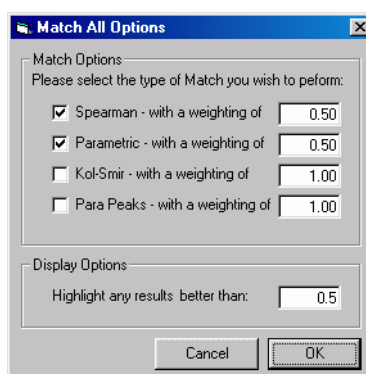 Match All Options
Match Options
Please select the type of Match you wish to peform:
Spearman - with a weighting of 0.50
Parametric - with a weighting of 0.50
Kol-Smir - with a weighting of 1.00
Para Peaks - with a weighting of 1.00
Display Options
Highlight any results better than: 0.5
Cancel OK